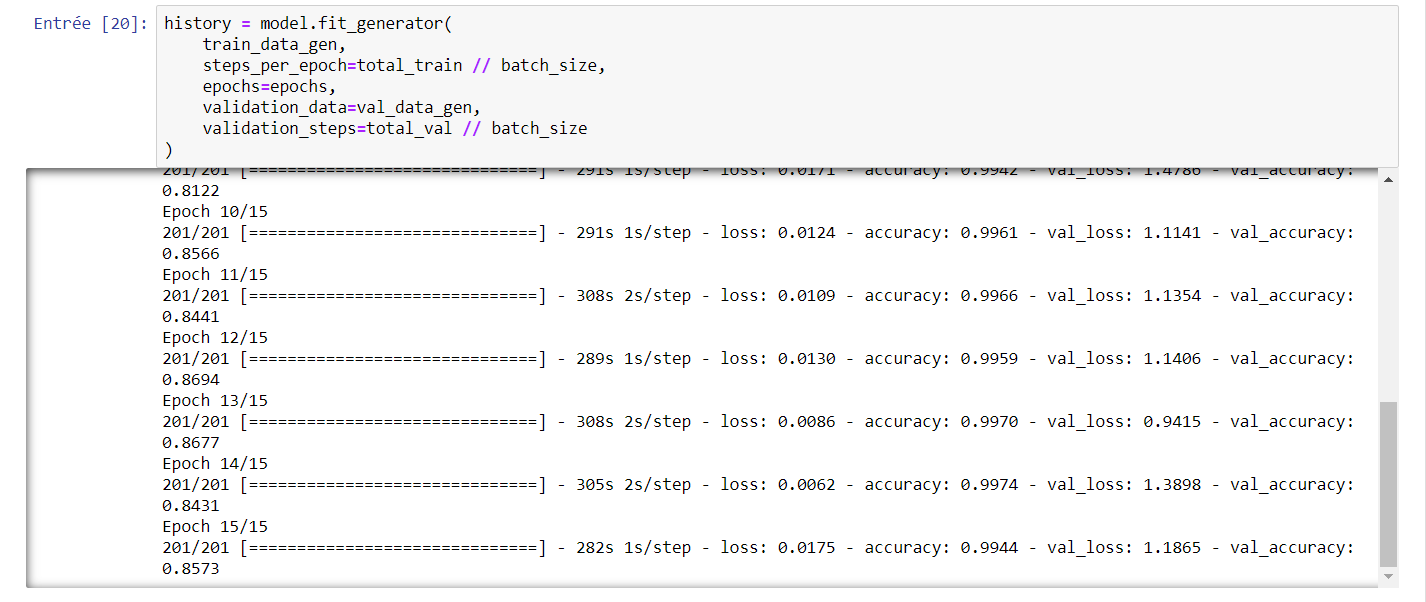 Entrée [20]:
history = model.fit_generator(
    train_data_gen,
    steps_per_epoch=total_train // batch_size,
    epochs=epochs,
    validation_data=val_data_gen,
    validation_steps=total_val // batch_size
)
201/201 [==============================] - 291s 1s/step - loss: 0.0171 - accuracy: 0.9942 - val_loss: 1.4786 - val_accuracy:
0.8122
Epoch 10/15
201/201 [==============================] - 291s 1s/step - loss: 0.0124 - accuracy: 0.9961 - val_loss: 1.1141 - val_accuracy:
0.8566
Epoch 11/15
201/201 [==============================] - 308s 2s/step - loss: 0.0109 - accuracy: 0.9966 - val_loss: 1.1354 - val_accuracy:
0.8441
Epoch 12/15
201/201 [==============================] - 289s 1s/step - loss: 0.0130 - accuracy: 0.9959 - val_loss: 1.1406 - val_accuracy:
0.8694
Epoch 13/15
201/201 [==============================] - 308s 2s/step - loss: 0.0086 - accuracy: 0.9970 - val_loss: 0.9415 - val_accuracy:
0.8677
Epoch 14/15
201/201 [==============================] - 305s 2s/step - loss: 0.0062 - accuracy: 0.9974 - val_loss: 1.3898 - val_accuracy:
0.8431
Epoch 15/15
201/201 [==============================] - 282s 1s/step - loss: 0.0175 - accuracy: 0.9944 - val_loss: 1.1865 - val_accuracy:
0.8573